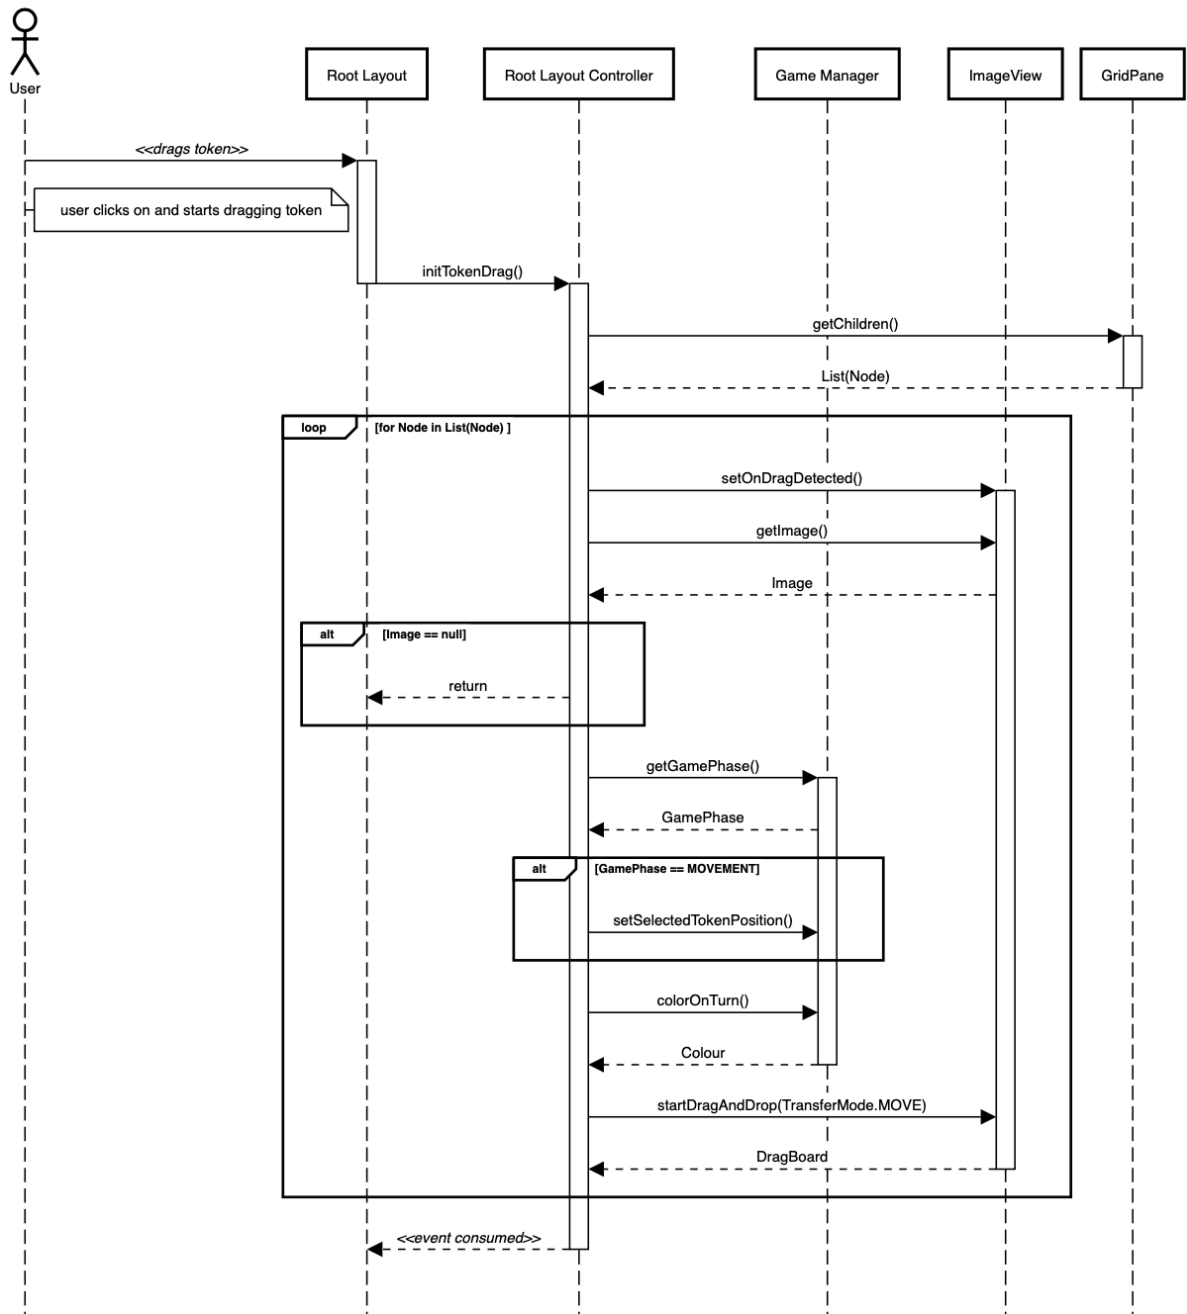 User
Root Layout
Root Layout Controller
Game Manager
ImageView
GridPane
<<drags token>>
user clicks on and starts dragging token
initTokenDrag()
getChildren()
List(Node)
loop
[for Node in List(Node) ]
setOnDragDetected()
getImage()
Image
alt
[Image == null]
return
getGamePhase()
GamePhase
alt
[GamePhase == MOVEMENT]
setSelectedTokenPosition()
colorOnTurn()
Colour
startDragAndDrop(TransferMode.MOVE)
DragBoard
<<event consumed>>